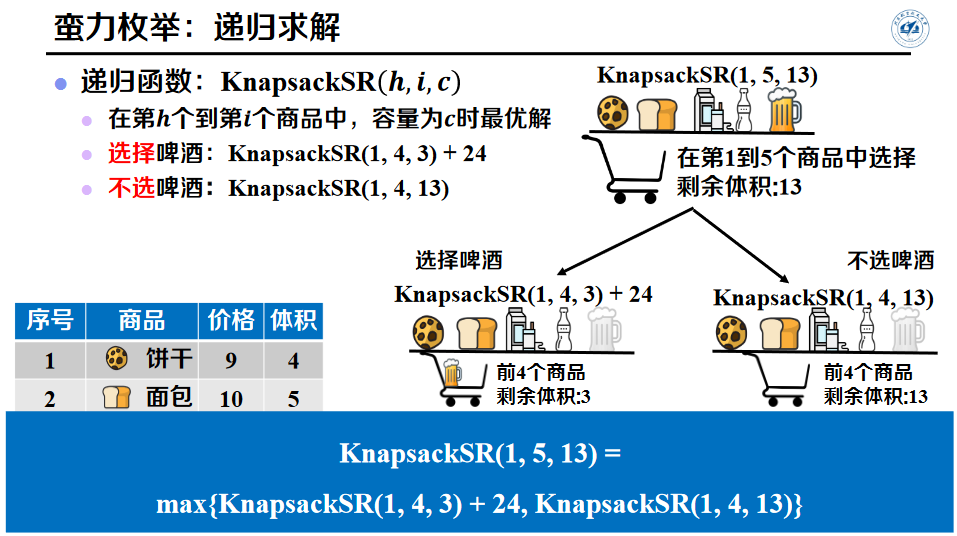 蛮力枚举：递归求解
递归函数：KnapsackSR(h, i, c)
在第h个到第i个商品中，容量为c时最优解
选择啤酒：KnapsackSR(1, 4, 3) + 24
不选啤酒：KnapsackSR(1, 4, 13)
KnapsackSR(1, 5, 13)
在第1到5个商品中选择
剩余体积:13
选择啤酒
KnapsackSR(1, 4, 3) + 24
前4个商品
剩余体积:3
不选啤酒
KnapsackSR(1, 4, 13)
前4个商品
剩余体积:13
序号 商品 价格 体积
1 饼干 9 4
2 面包 10 5
KnapsackSR(1, 5, 13) =
max{KnapsackSR(1, 4, 3) + 24, KnapsackSR(1, 4, 13)}